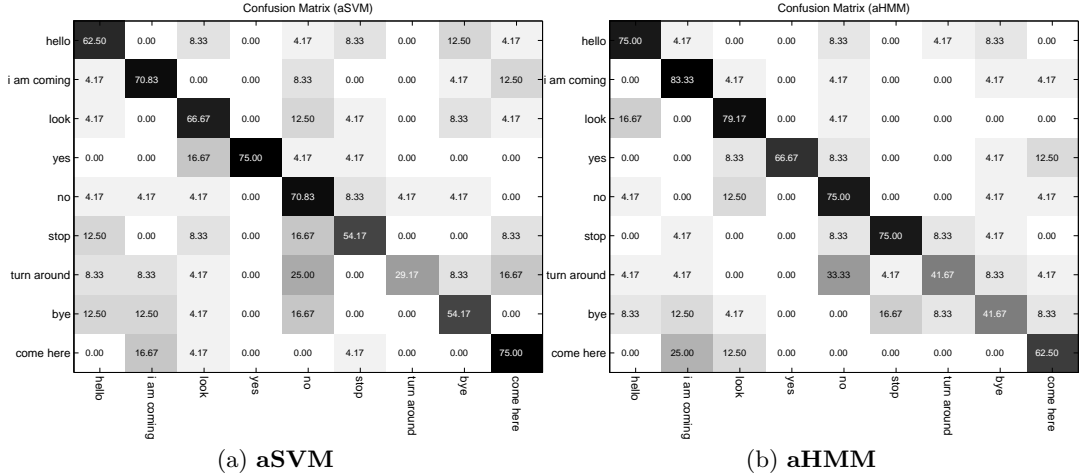 Confusion Matrix (aSVM)
hello 62.50 0.00 8.33 0.00 4.17 8.33 0.00 12.50 4.17
i am coming 4.17 70.83 0.00 0.00 8.33 0.00 0.00 4.17 12.50
look 4.17 0.00 66.67 0.00 12.50 4.17 0.00 8.33 4.17
yes 0.00 0.00 16.67 75.00 4.17 4.17 0.00 0.00 0.00
no 4.17 4.17 4.17 0.00 70.83 8.33 4.17 4.17 0.00
stop 12.50 0.00 8.33 0.00 16.67 54.17 0.00 0.00 8.33
turn around 8.33 8.33 4.17 0.00 25.00 0.00 29.17 8.33 16.67
bye 12.50 12.50 4.17 0.00 16.67 0.00 0.00 54.17 0.00
come here 0.00 16.67 4.17 0.00 0.00 4.17 0.00 0.00 75.00
hello i am coming look yes no stop turn around bye come here
(a) aSVM
Confusion Matrix (aHMM)
hello 75.00 4.17 0.00 0.00 8.33 0.00 4.17 8.33 0.00
i am coming 0.00 83.33 4.17 0.00 4.17 0.00 0.00 4.17 4.17
look 16.67 0.00 79.17 0.00 4.17 0.00 0.00 0.00 0.00
yes 0.00 0.00 8.33 66.67 8.33 0.00 0.00 4.17 12.50
no 4.17 0.00 12.50 0.00 75.00 0.00 0.00 4.17 4.17
stop 0.00 4.17 0.00 0.00 8.33 75.00 8.33 4.17 0.00
turn around 4.17 4.17 0.00 0.00 33.33 4.17 41.67 8.33 4.17
bye 8.33 12.50 4.17 0.00 0.00 16.67 8.33 41.67 8.33
come here 0.00 25.00 12.50 0.00 0.00 0.00 0.00 0.00 62.50
hello i am coming look yes no stop turn around bye come here
(b) aHMM